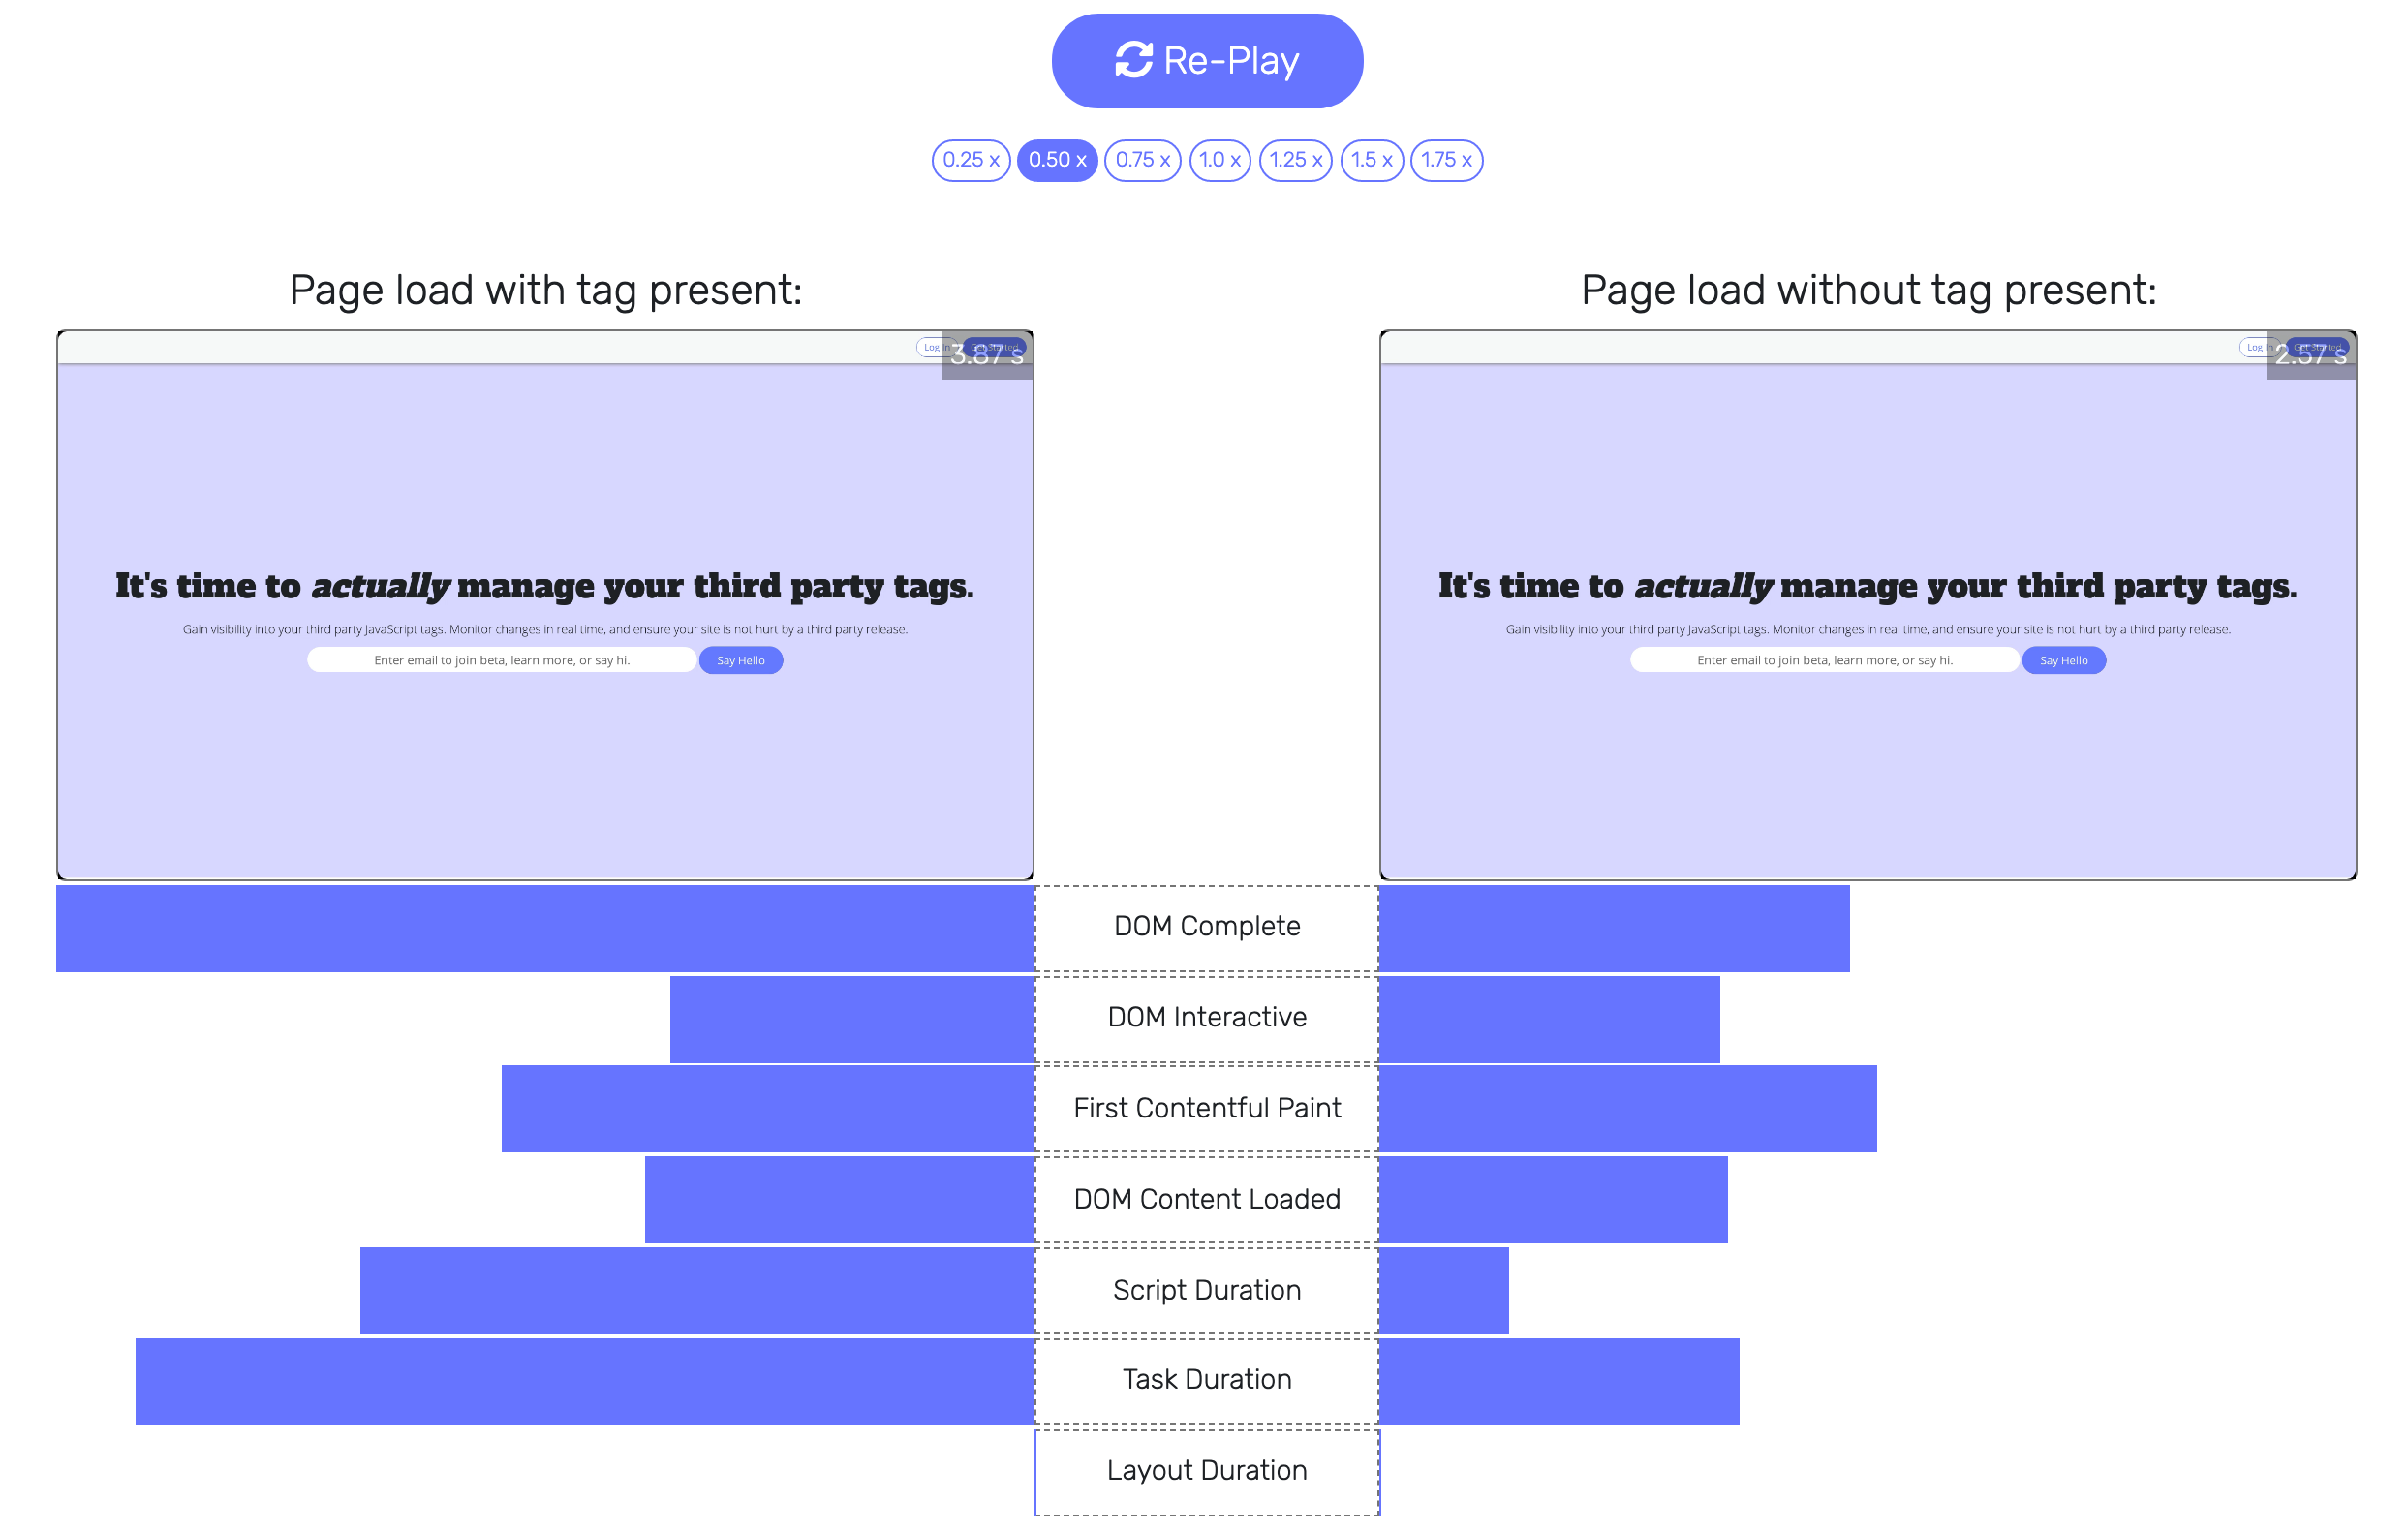 Re-Play
0.25 x 0.50 x 0.75 x 1.0 x 1.25 x 1.5 x 1.75 x
Page load with tag present:
Page load without tag present:
Log In Get Started
3.87 s
Log In Get Started
2.57 s
It's time to actually manage your third party tags.
Gain visibility into your third party JavaScript tags. Monitor changes in real time, and ensure your site is not hurt by a third party release.
Enter email to join beta, learn more, or say hi. Say Hello
It's time to actually manage your third party tags.
Gain visibility into your third party JavaScript tags. Monitor changes in real time, and ensure your site is not hurt by a third party release.
Enter email to join beta, learn more, or say hi. Say Hello
DOM Complete
DOM Interactive
First Contentful Paint
DOM Content Loaded
Script Duration
Task Duration
Layout Duration